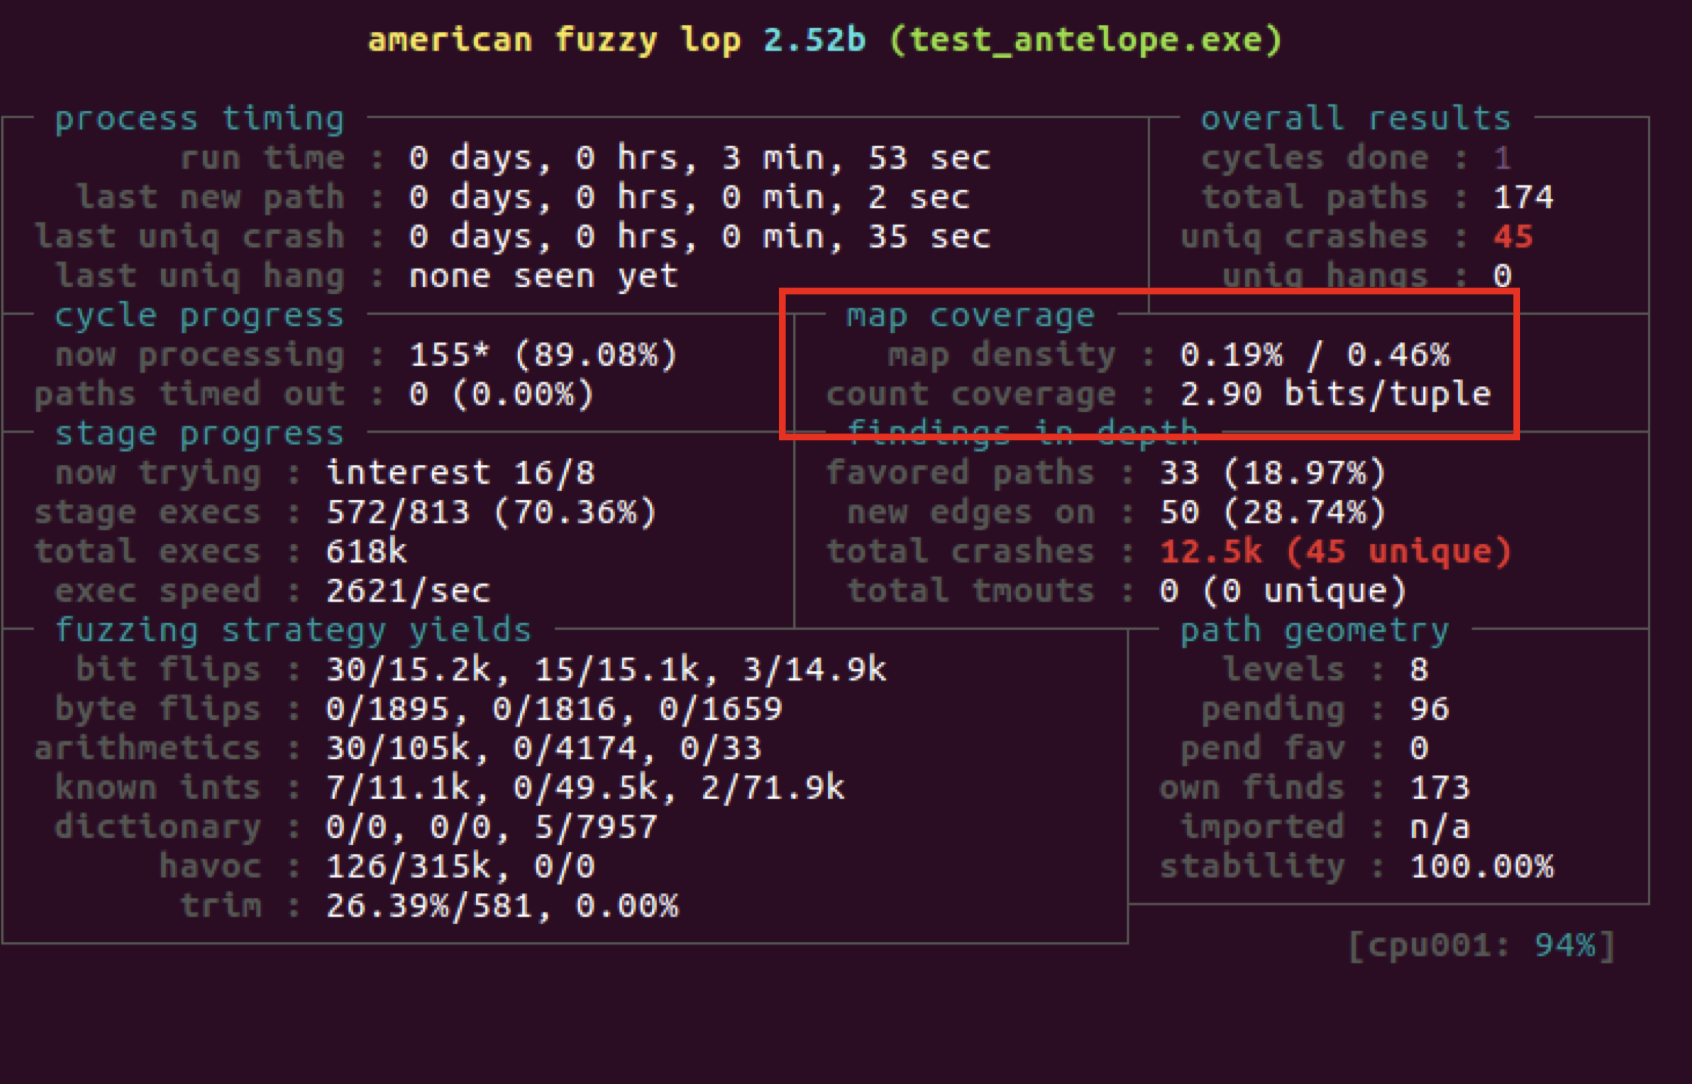 american fuzzy lop 2.52b (test_antelope.exe)
process timing
run time : 0 days, 0 hrs, 3 min, 53 sec
last new path : 0 days, 0 hrs, 0 min, 2 sec
last uniq crash : 0 days, 0 hrs, 0 min, 35 sec
last uniq hang : none seen yet
overall results
cycles done : 1
total paths : 174
uniq crashes : 45
uniq hangs : 0
cycle progress
now processing : 155* (89.08%)
paths timed out : 0 (0.00%)
map coverage
map density : 0.19% / 0.46%
count coverage : 2.90 bits/tuple
stage progress
now trying : interest 16/8
stage execs : 572/813 (70.36%)
total execs : 618k
exec speed : 2621/sec
findings in depth
favored paths : 33 (18.97%)
new edges on : 50 (28.74%)
total crashes : 12.5k (45 unique)
total tmouts : 0 (0 unique)
fuzzing strategy yields
bit flips : 30/15.2k, 15/15.1k, 3/14.9k
byte flips : 0/1895, 0/1816, 0/1659
arithmetics : 30/105k, 0/4174, 0/33
known ints : 7/11.1k, 0/49.5k, 2/71.9k
dictionary : 0/0, 0/0, 5/7957
havoc : 126/315k, 0/0
trim : 26.39%/581, 0.00%
path geometry
levels : 8
pending : 96
pend fav : 0
own finds : 173
imported : n/a
stability : 100.00%
[cpu001: 94%]